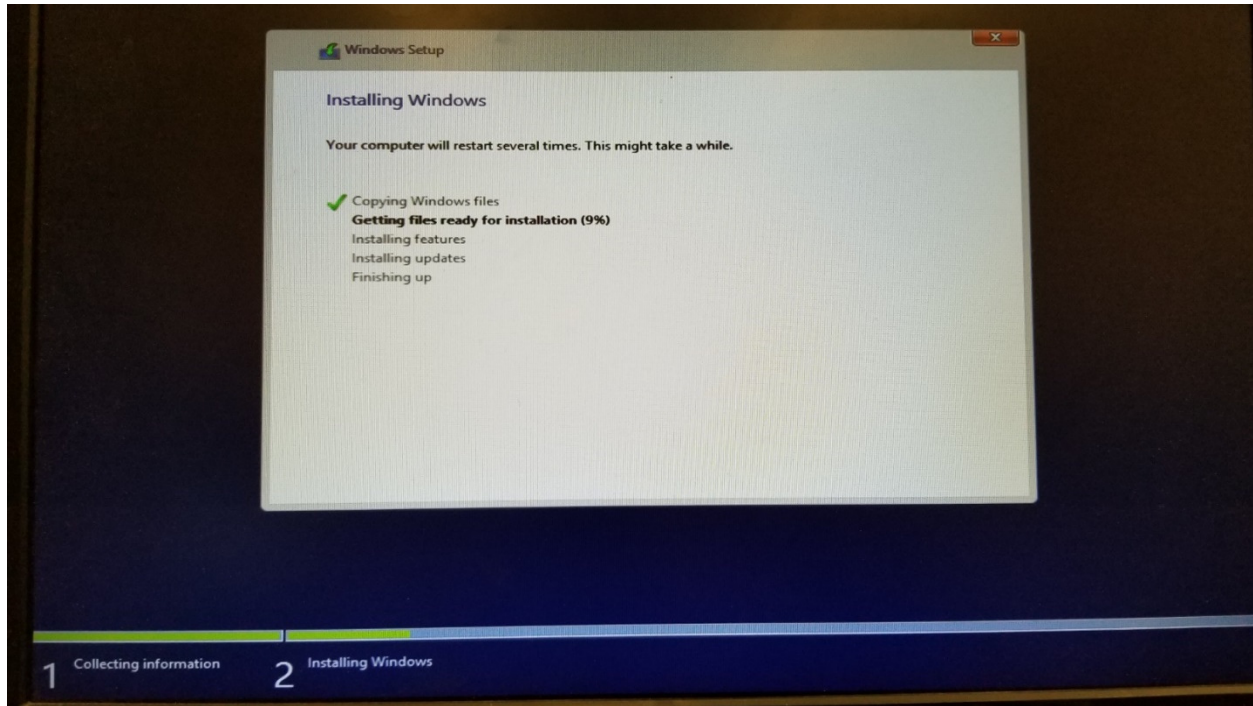 Windows Setup
Installing Windows
Your computer will restart several times. This might take a while.
Copying Windows files
Getting files ready for installation (9%)
Installing features
Installing updates
Finishing up
1 Collecting information
2 Installing Windows